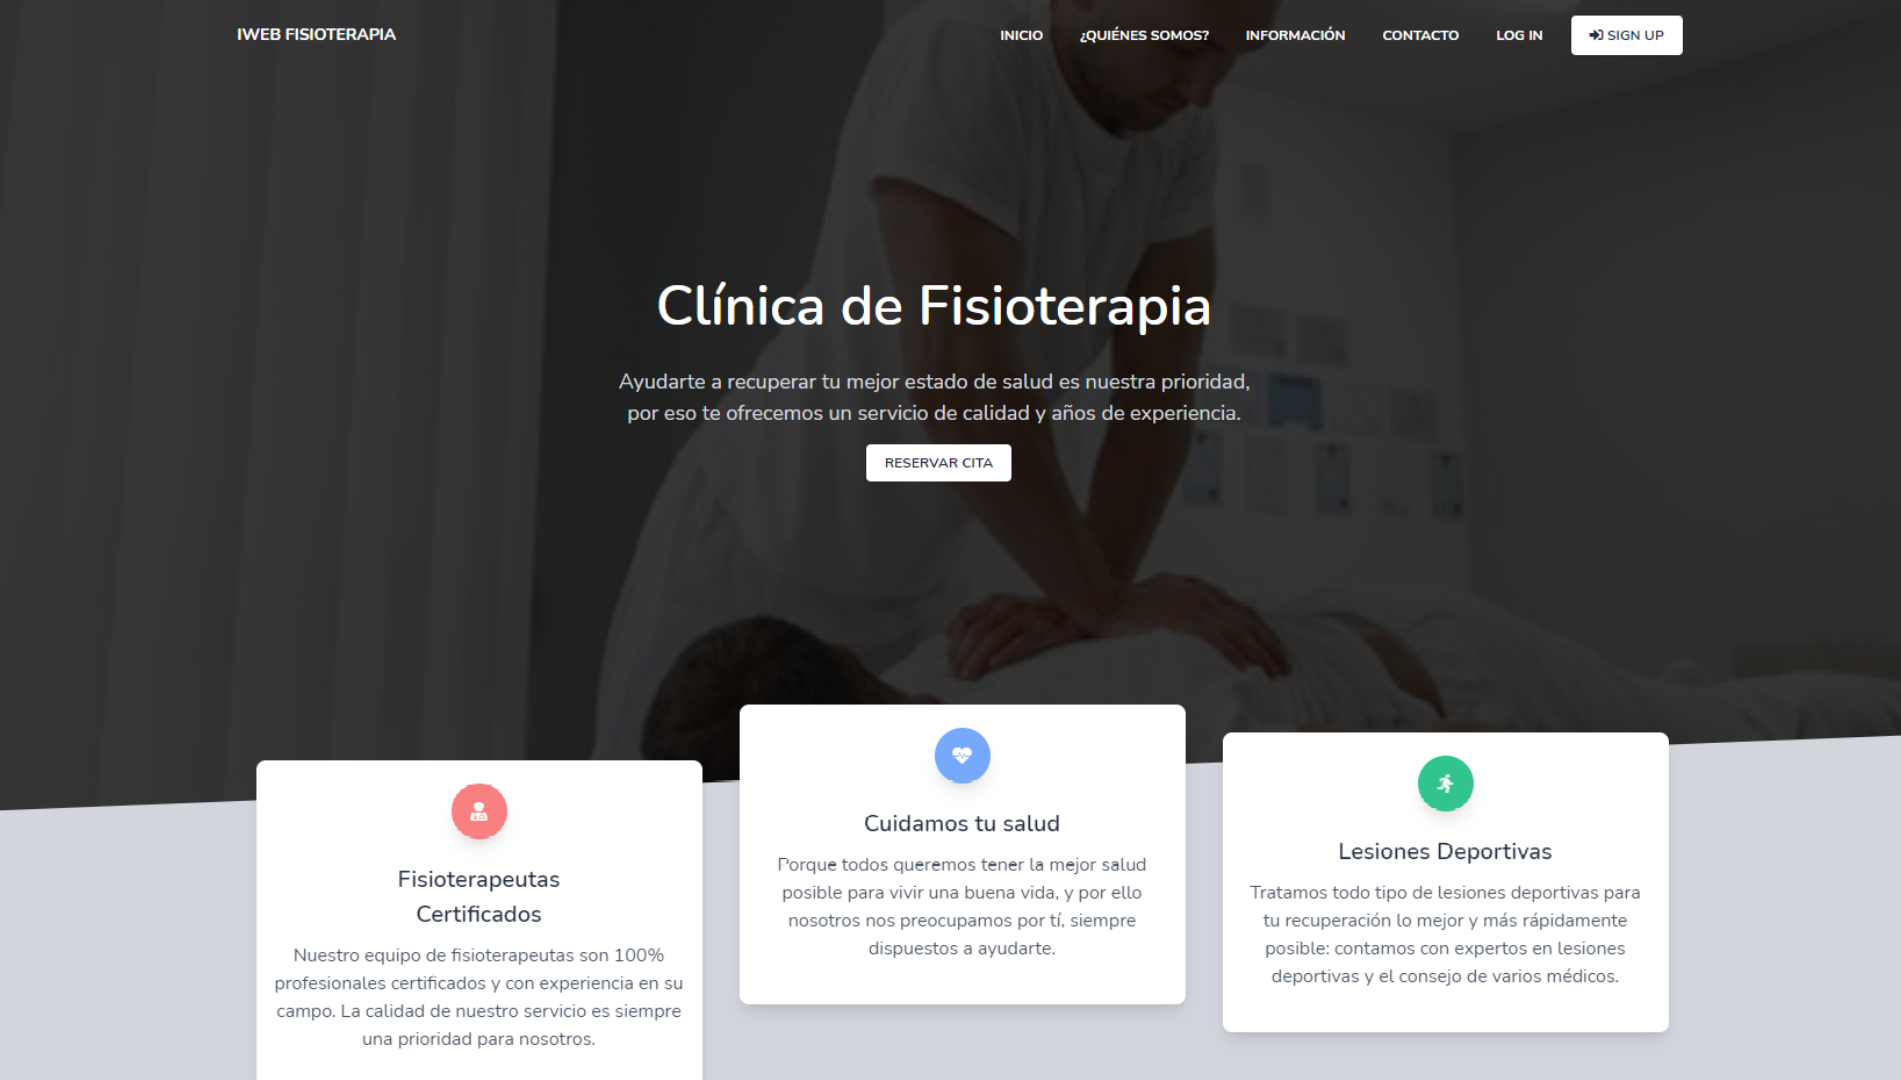 IWEB FISIOTERAPIA
INICIO
¿QUIÉNES SOMOS?
INFORMACIÓN
CONTACTO
LOG IN
SIGN UP
Clínica de Fisioterapia
Ayudarte a recuperar tu mejor estado de salud es nuestra prioridad,
por eso te ofrecemos un servicio de calidad y años de experiencia.
RESERVAR CITA
Fisioterapeutas
Certificados
Nuestro equipo de fisioterapeutas son 100%
profesionales certificados y con experiencia en su
campo. La calidad de nuestro servicio es siempre
una prioridad para nosotros.
Cuidamos tu salud
Porque todos queremos tener la mejor salud
posible para vivir una buena vida, y por ello
nosotros nos preocupamos por tí, siempre
dispuestos a ayudarte.
Lesiones Deportivas
Tratamos todo tipo de lesiones deportivas para
tu recuperación lo mejor y más rápidamente
posible: contamos con expertos en lesiones
deportivas y el consejo de varios médicos.